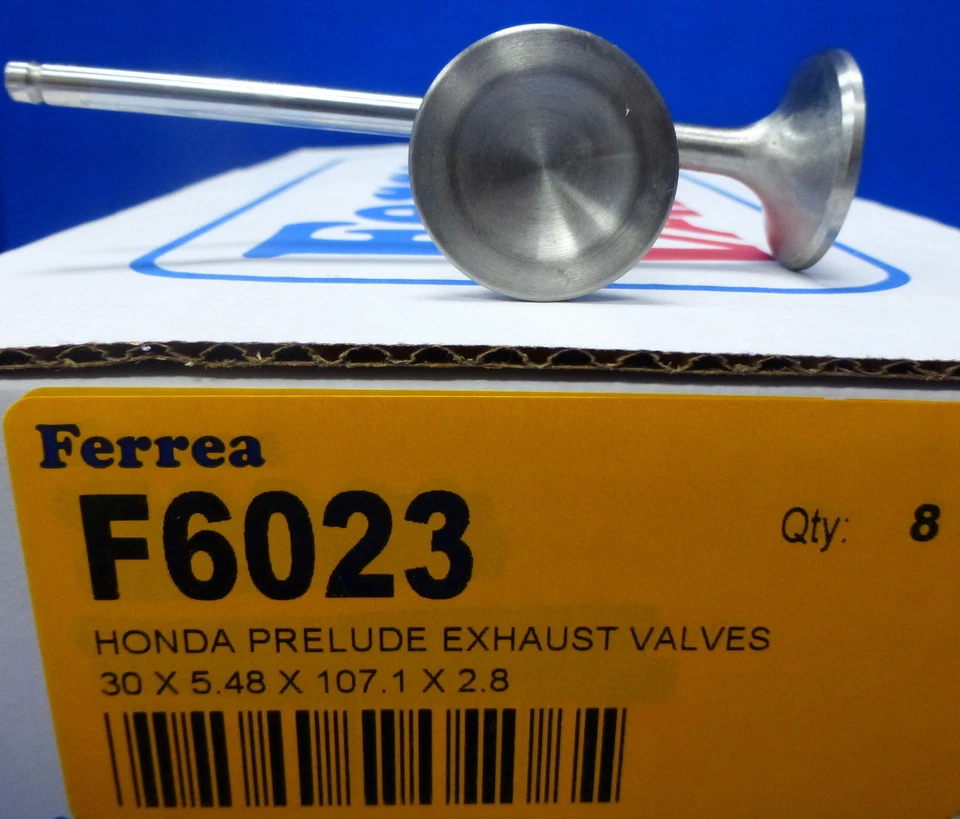 Ferrea
F6023
Qty: 8
HONDA PRELUDE EXHAUST VALVES
30 X 5.48 X 107.1 X 2.8